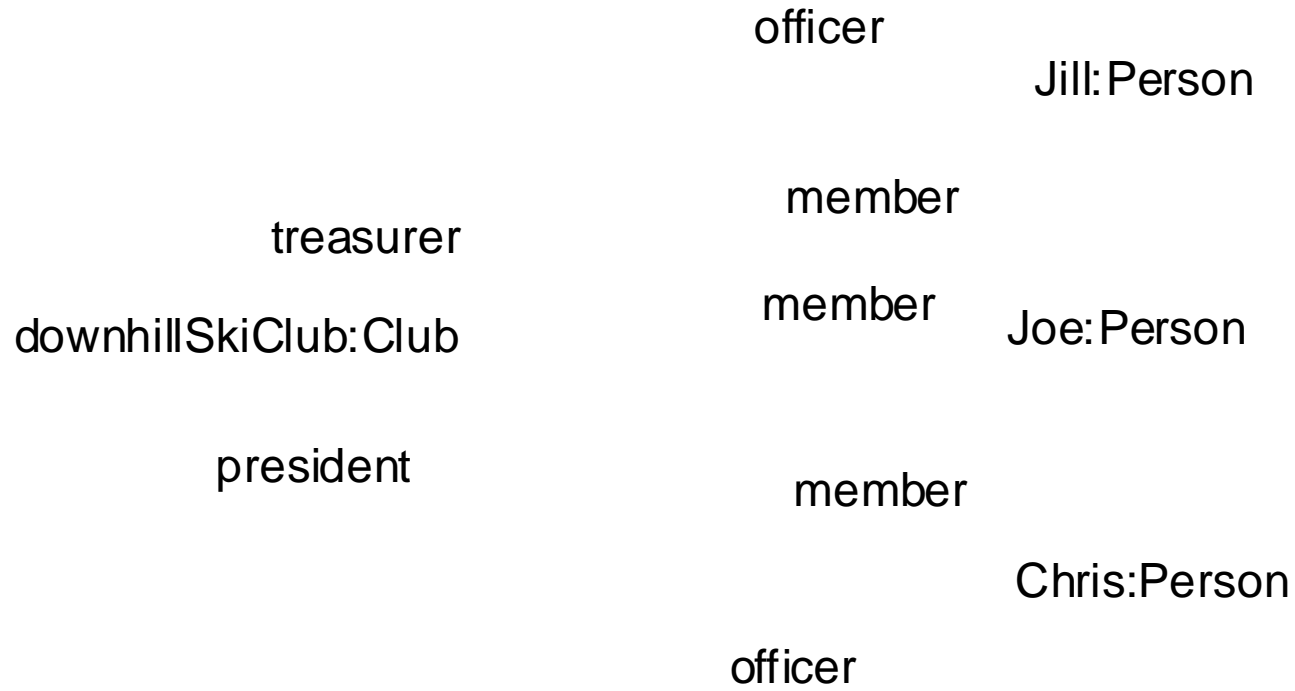 officer
Jill:Person
member
treasurer
member
downhillSkiClub:Club
Joe:Person
president
member
Chris:Person
officer